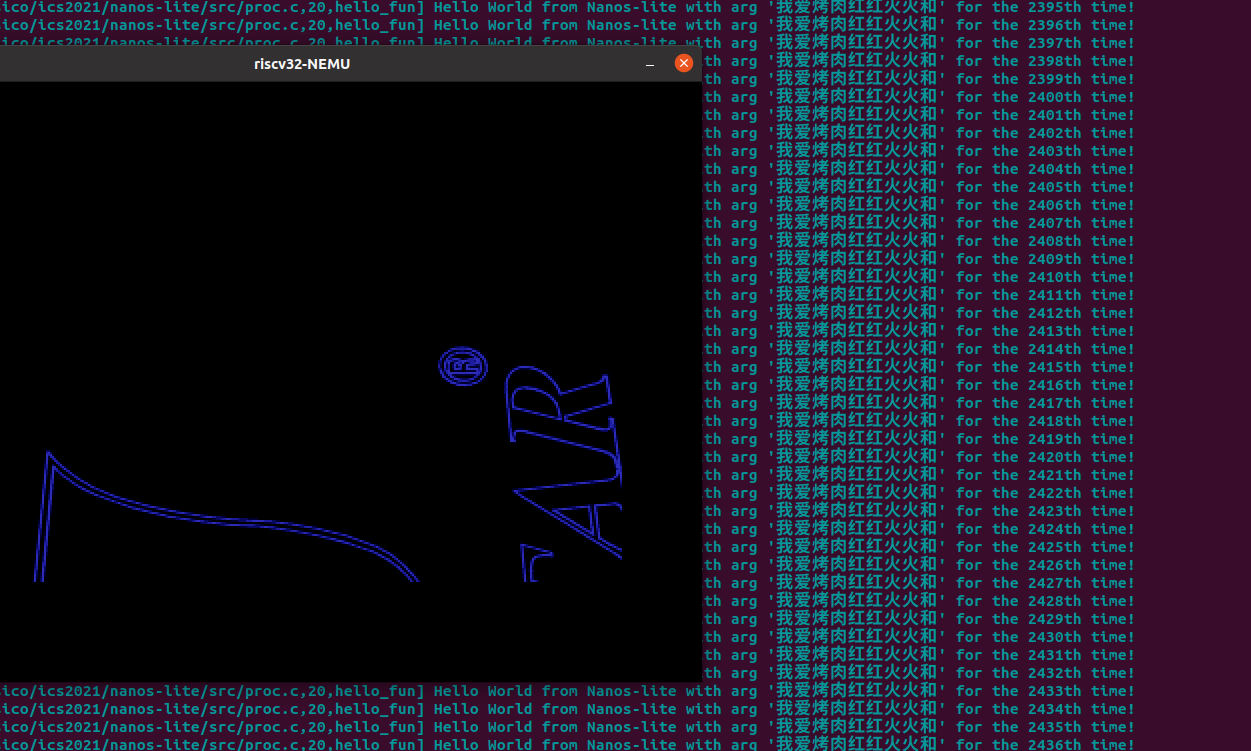 sico/ics2021/nanos-lite/src/proc.c,20,hello_fun] Hello World from Nanos-lite with arg '我爱烤肉红红火火和' for the 2395th time!
sico/ics2021/nanos-lite/src/proc.c,20,hello_fun] Hello World from Nanos-lite with arg '我爱烤肉红红火火和' for the 2396th time!
sico/ics2021/nanos-lite/src/proc.c,20,hello_fun] Hello World from Nanos-lite with arg '我爱烤肉红红火火和' for the 2397th time!
riscv32-NEMU
th arg '我爱烤肉红红火火和' for the 2398th time!
th arg '我爱烤肉红红火火和' for the 2399th time!
th arg '我爱烤肉红红火火和' for the 2400th time!
th arg '我爱烤肉红红火火和' for the 2401th time!
th arg '我爱烤肉红红火火和' for the 2402th time!
th arg '我爱烤肉红红火火和' for the 2403th time!
th arg '我爱烤肉红红火火和' for the 2404th time!
th arg '我爱烤肉红红火火和' for the 2405th time!
th arg '我爱烤肉红红火火和' for the 2406th time!
th arg '我爱烤肉红红火火和' for the 2407th time!
th arg '我爱烤肉红红火火和' for the 2408th time!
th arg '我爱烤肉红红火火和' for the 2409th time!
th arg '我爱烤肉红红火火和' for the 2410th time!
th arg '我爱烤肉红红火火和' for the 2411th time!
th arg '我爱烤肉红红火火和' for the 2412th time!
th arg '我爱烤肉红红火火和' for the 2413th time!
th arg '我爱烤肉红红火火和' for the 2414th time!
th arg '我爱烤肉红红火火和' for the 2415th time!
th arg '我爱烤肉红红火火和' for the 2416th time!
th arg '我爱烤肉红红火火和' for the 2417th time!
th arg '我爱烤肉红红火火和' for the 2418th time!
th arg '我爱烤肉红红火火和' for the 2419th time!
th arg '我爱烤肉红红火火和' for the 2420th time!
th arg '我爱烤肉红红火火和' for the 2421th time!
th arg '我爱烤肉红红火火和' for the 2422th time!
th arg '我爱烤肉红红火火和' for the 2423th time!
th arg '我爱烤肉红红火火和' for the 2424th time!
th arg '我爱烤肉红红火火和' for the 2425th time!
th arg '我爱烤肉红红火火和' for the 2426th time!
th arg '我爱烤肉红红火火和' for the 2427th time!
th arg '我爱烤肉红红火火和' for the 2428th time!
th arg '我爱烤肉红红火火和' for the 2429th time!
th arg '我爱烤肉红红火火和' for the 2430th time!
th arg '我爱烤肉红红火火和' for the 2431th time!
th arg '我爱烤肉红红火火和' for the 2432th time!
®
sico/ics2021/nanos-lite/src/proc.c,20,hello_fun] Hello World from Nanos-lite with arg '我爱烤肉红红火火和' for the 2433th time!
sico/ics2021/nanos-lite/src/proc.c,20,hello_fun] Hello World from Nanos-lite with arg '我爱烤肉红红火火和' for the 2434th time!
sico/ics2021/nanos-lite/src/proc.c,20,hello_fun] Hello World from Nanos-lite with arg '我爱烤肉红红火火和' for the 2435th time!
sico/ics2021/nanos-lite/src/proc.c,20,hello_fun] Hello World from Nanos-lite with arg '我爱烤肉红红火火和' for the 2436th time!